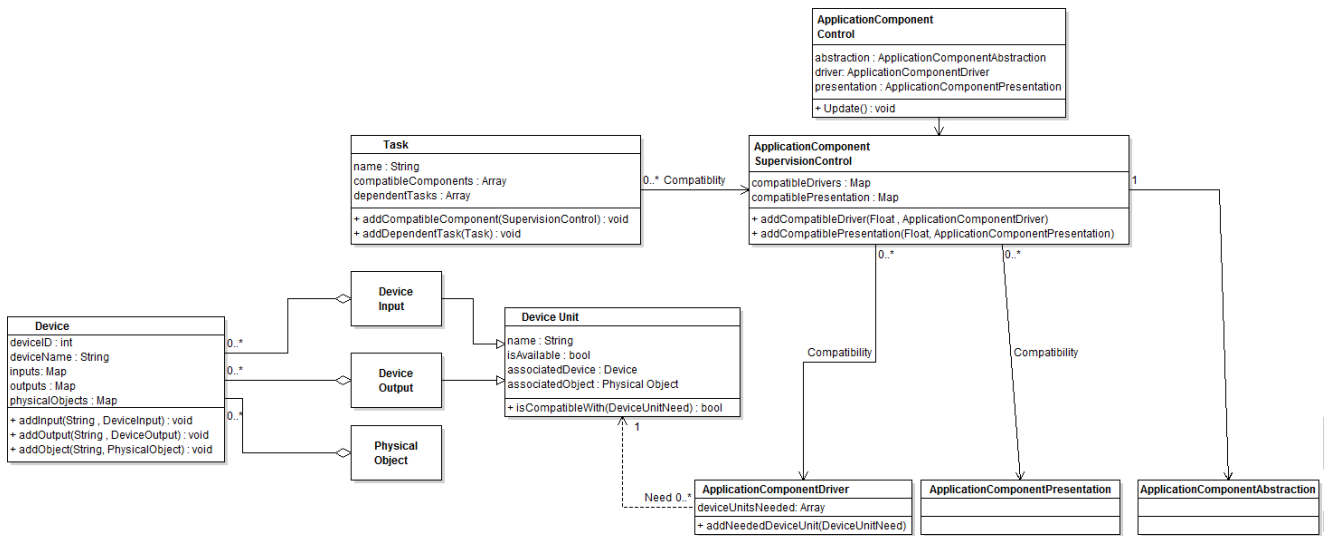 ApplicationComponent
Control
abstraction : ApplicationComponentAbstraction
driver: ApplicationComponentDriver
presentation : ApplicationComponentPresentation
+ Update() : void
Task
name : String
compatibleComponents : Array
dependentTasks : Array
+ addCompatibleComponent(SupervisionControl) : void
+ addDependentTask(Task) : void
0..* Compatiblity
ApplicationComponent
SupervisionControl
compatibleDrivers : Map
compatiblePresentation : Map
+ addCompatibleDriver(Float , ApplicationComponentDriver)
+ addCompatiblePresentation(Float, ApplicationComponentPresentation)
1
0..*
0..*
Device
Input
Device
deviceID : int
deviceName : String
inputs: Map
outputs : Map
physicalObjects : Map
+ addInput(String , DeviceInput) : void
+ addOutput(String , DeviceOutput) : void
+ addObject(String, PhysicalObject) : void
0..*
0..*
0..*
Device
Output
Physical
Object
Device Unit
name : String
isAvailable : bool
associatedDevice : Device
associatedObject : Physical Object
+ isCompatibleWith(DeviceUnitNeed) : bool
1
Compatibility
Compatibility
Need 0..*
ApplicationComponentDriver
deviceUnitsNeeded: Array
+ addNeededDeviceUnit(DeviceUnitNeed)
ApplicationComponentPresentation
ApplicationComponentAbstraction